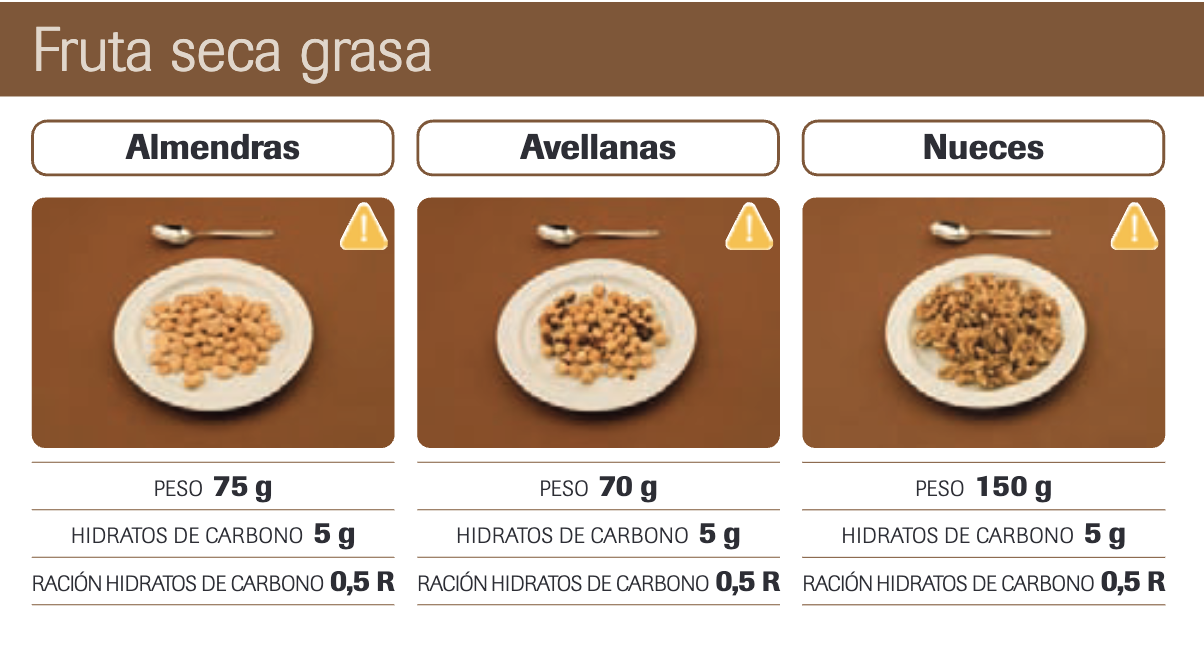 Fruta seca grasa
Almendras
Avellanas
Nueces
PESO 75 g
HIDRATOS DE CARBONO 5 g
RACIÓN HIDRATOS DE CARBONO 0,5 R
PESO 70 g
HIDRATOS DE CARBONO 5 g
RACIÓN HIDRATOS DE CARBONO 0,5 R
PESO 150 g
HIDRATOS DE CARBONO 5 g
RACIÓN HIDRATOS DE CARBONO 0,5 R